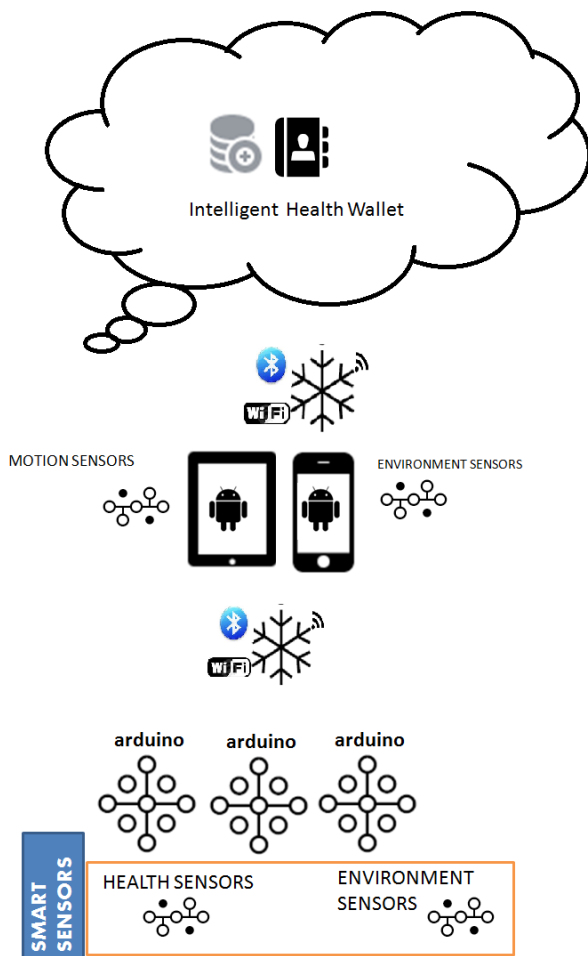 Intelligent Health Wallet
WiFi
MOTION SENSORS
ENVIRONMENT SENSORS
WiFi
arduino
arduino
arduino
SMART
SENSORS
HEALTH SENSORS
ENVIRONMENT
SENSORS